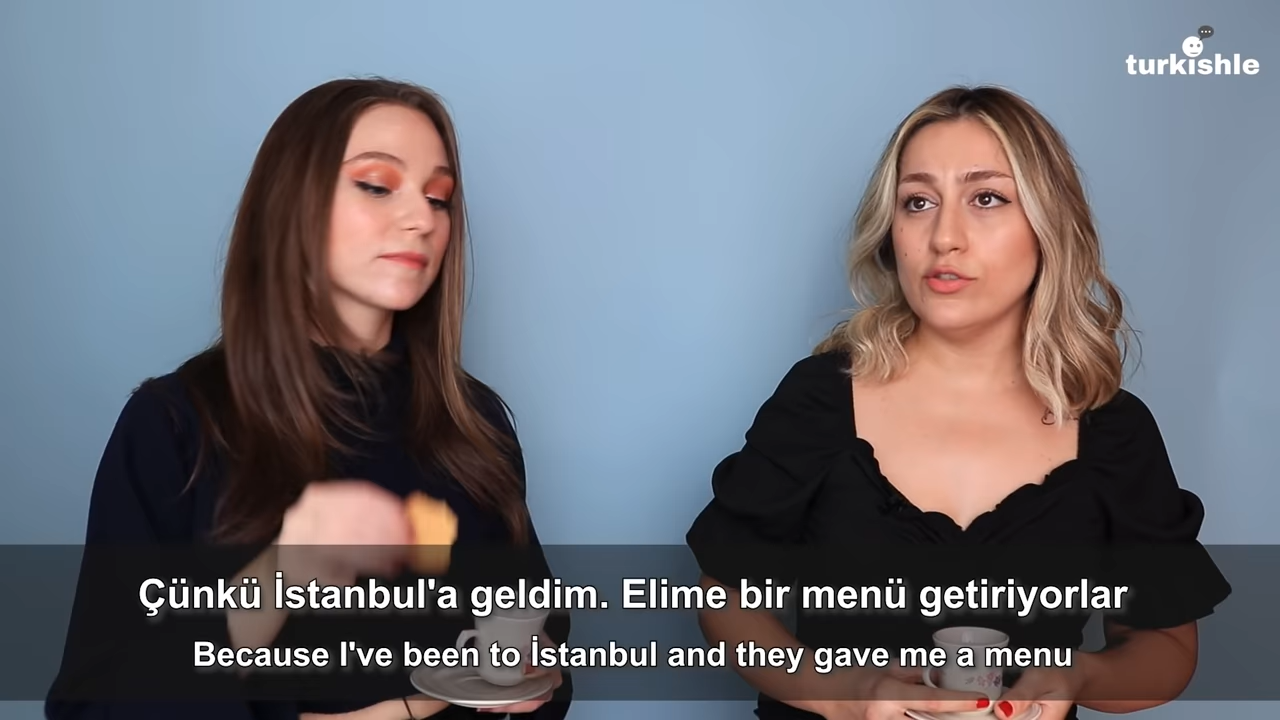 turkishle
Çünkü İstanbul'a geldim. Elime bir menü getiriyorlar
Because I've been to İstanbul and they gave me a menu